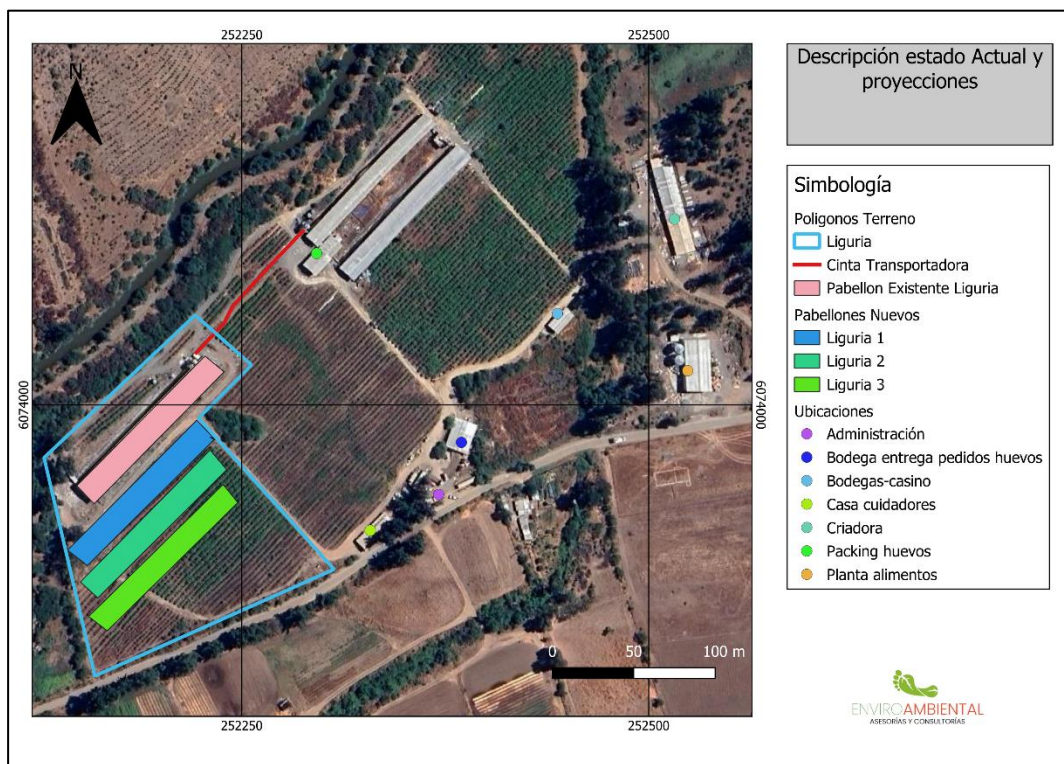 252250
252500
N
6074000
6074000
0 50 100 m
252250
252500
Descripción estado Actual y
proyecciones
Simbología
Poligonos Terreno
Liguria
Cinta Transportadora
Pabellon Existente Liguria
Pabellones Nuevos
Liguria 1
Liguria 2
Liguria 3
Ubicaciones
Administración
Bodega entrega pedidos huevos
Bodegas-casino
Casa cuidadores
Criadora
Packing huevos
Planta alimentos
ENVIROAMBIENTAL
ASESORÍAS Y CONSULTORÍAS